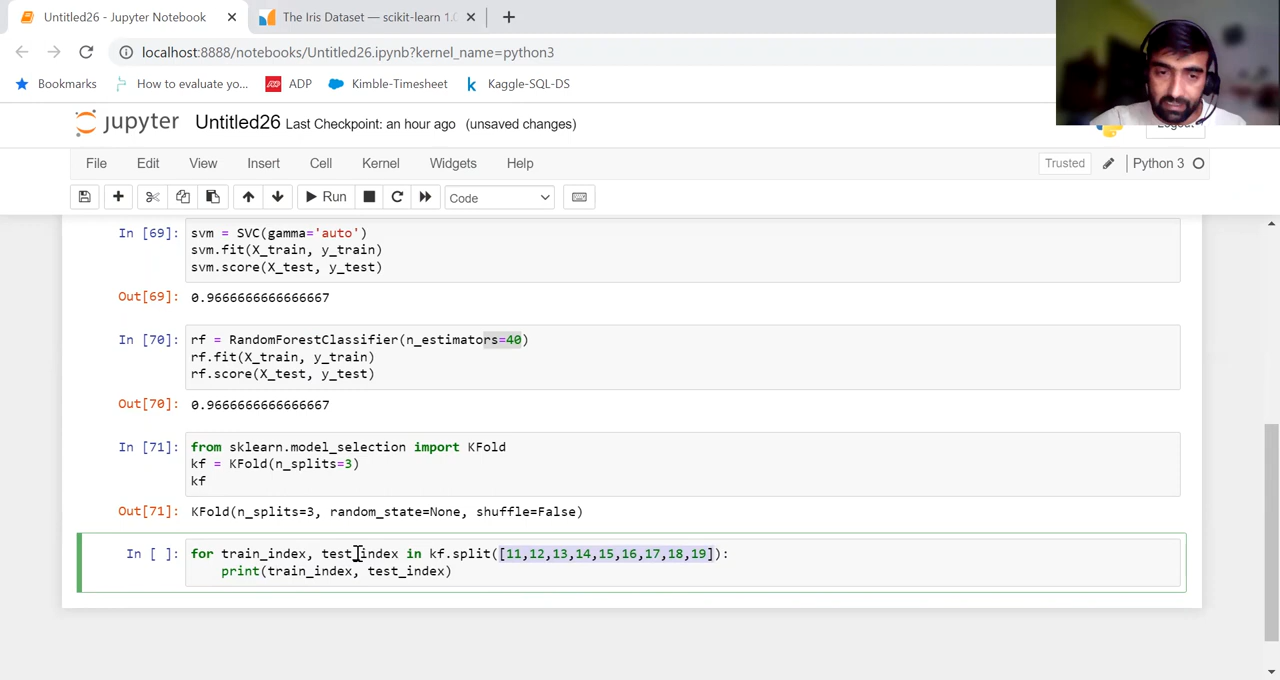 Untitled26 - Jupyter Notebook
The Iris Dataset — scikit-learn 1.0
localhost:8888/notebooks/Untitled26.ipynb?kernel_name=python3
Bookmarks
How to evaluate yo...
ADP
Kimble-Timesheet
Kaggle-SQL-DS
jupyter Untitled26 Last Checkpoint: an hour ago (unsaved changes)
File Edit View Insert Cell Kernel Widgets Help
Trusted
Python 3
Run
Code
In [69]: svm = SVC(gamma='auto')
svm.fit(X_train, y_train)
svm.score(X_test, y_test)
Out[69]: 0.9666666666666667
In [70]: rf = RandomForestClassifier(n_estimators=40)
rf.fit(X_train, y_train)
rf.score(X_test, y_test)
Out[70]: 0.9666666666666667
In [71]: from sklearn.model_selection import KFold
kf = KFold(n_splits=3)
kf
Out[71]: KFold(n_splits=3, random_state=None, shuffle=False)
In [ ]: for train_index, test_index in kf.split([11,12,13,14,15,16,17,18,19]):
print(train_index, test_index)